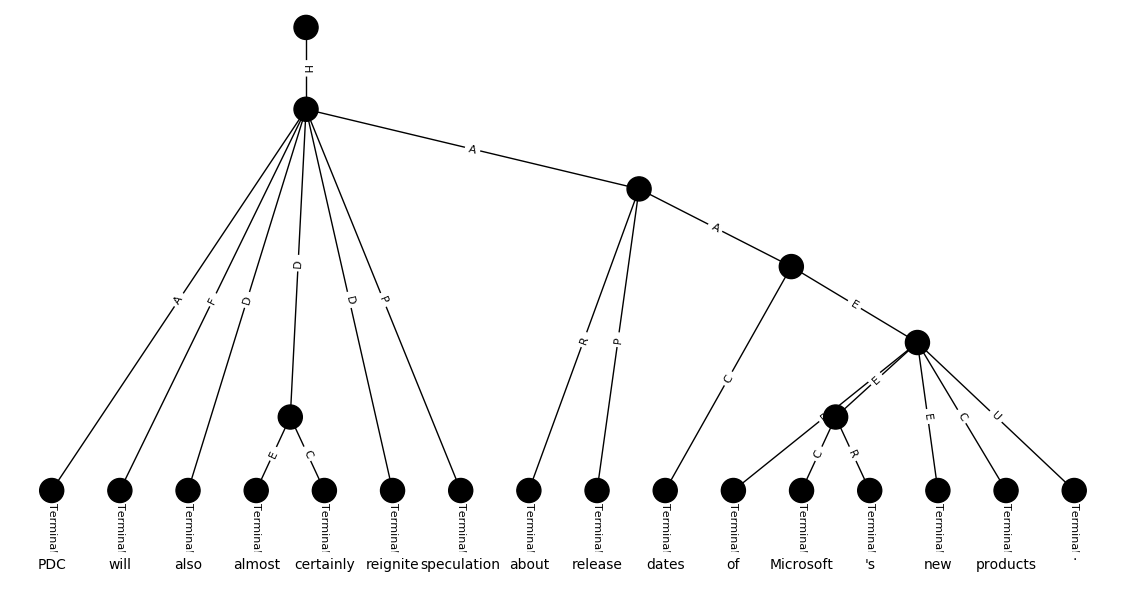 H
A
A
E
A F D D D P
R P
C
E E C U
E C
C R
Terminal Terminal Terminal Terminal Terminal Terminal Terminal Terminal Terminal Terminal Terminal Terminal Terminal Terminal Terminal Terminal
PDC will also almost certainly reignite speculation about release dates of Microsoft 's new products .